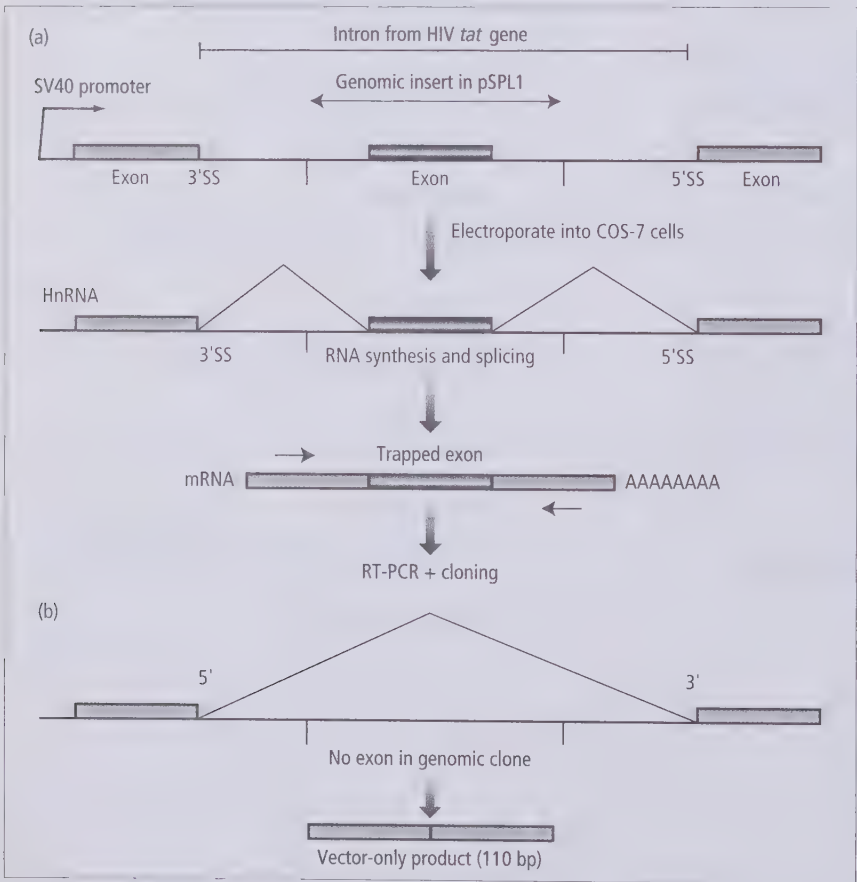 (a)
Intron from HIV tat gene
SV40 promoter
Genomic insert in pSPL1
Exon 3'SS Exon 5'SS Exon
Electroporate into COS-7 cells
HnRNA
3'SS RNA synthesis and splicing 5'SS
Trapped exon
mRNA AAAAAAAA
RT-PCR + cloning
(b)
5' 3'
No exon in genomic clone
Vector-only product (110 bp)